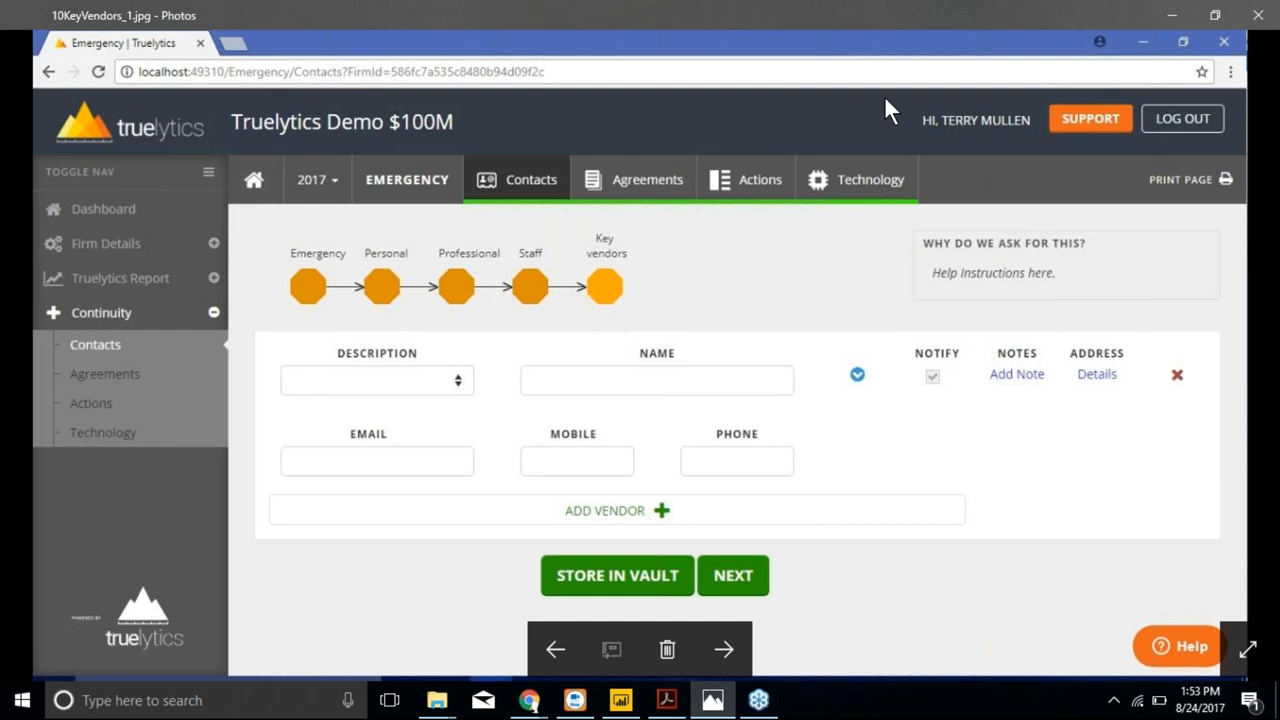 10KeyVendors_1.jpg - Photos
Emergency | Truelytics
localhost:49310/Emergency/Contacts?FirmId=586fc7a535c8480b94d09f2c
truelytics
Truelytics Demo $100M
HI, TERRY MULLEN
SUPPORT
LOG OUT
TOGGLE NAV
2017
EMERGENCY
Contacts
Agreements
Actions
Technology
PRINT PAGE
Dashboard
Firm Details
Truelytics Report
Continuity
Contacts
Agreements
Actions
Technology
POWERED BY
truelytics
Emergency
Personal
Professional
Staff
Key
vendors
WHY DO WE ASK FOR THIS?
Help Instructions here.
DESCRIPTION
NAME
NOTIFY
NOTES
ADDRESS
Add Note
Details
EMAIL
MOBILE
PHONE
ADD VENDOR
STORE IN VAULT
NEXT
Help
Type here to search
1:53 PM
8/24/2017
1